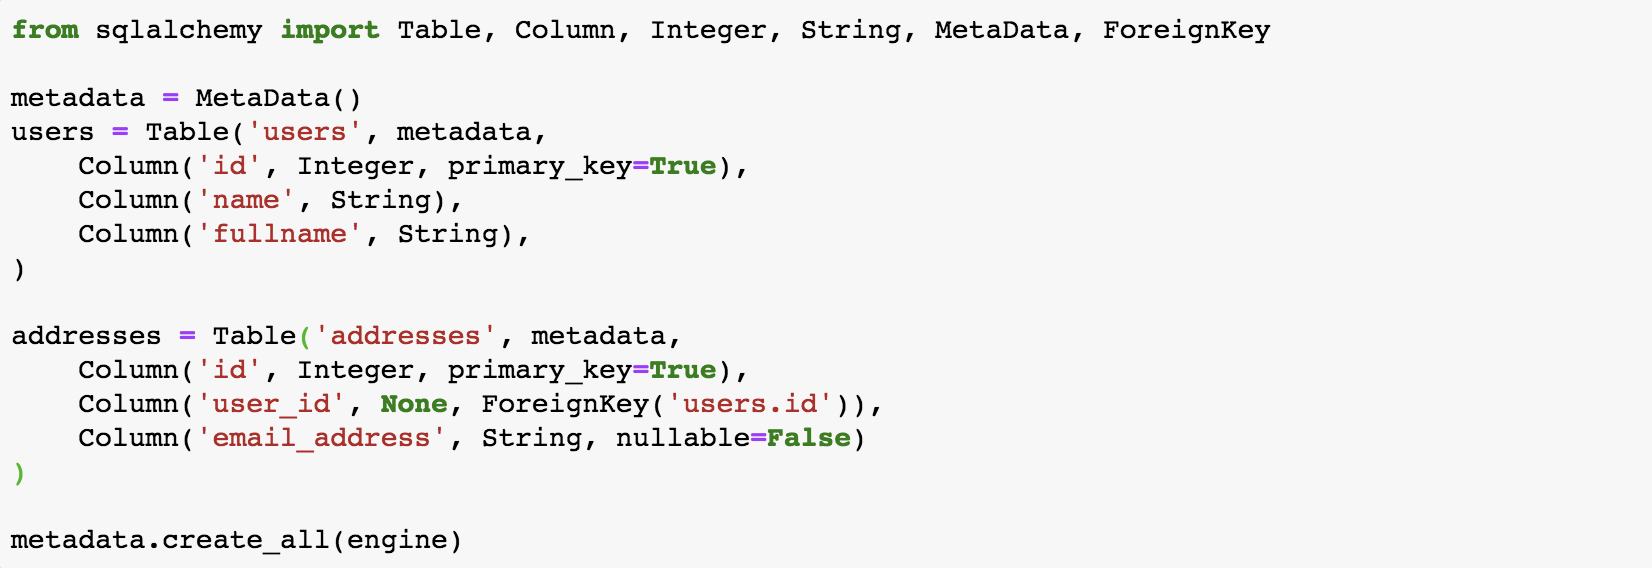 from sqlalchemy import Table, Column, Integer, String, MetaData, ForeignKey
metadata = MetaData()
users = Table('users', metadata,
    Column('id', Integer, primary_key=True),
    Column('name', String),
    Column('fullname', String),
)
addresses = Table('addresses', metadata,
    Column('id', Integer, primary_key=True),
    Column('user_id', None, ForeignKey('users.id')),
    Column('email_address', String, nullable=False)
)
metadata.create_all(engine)